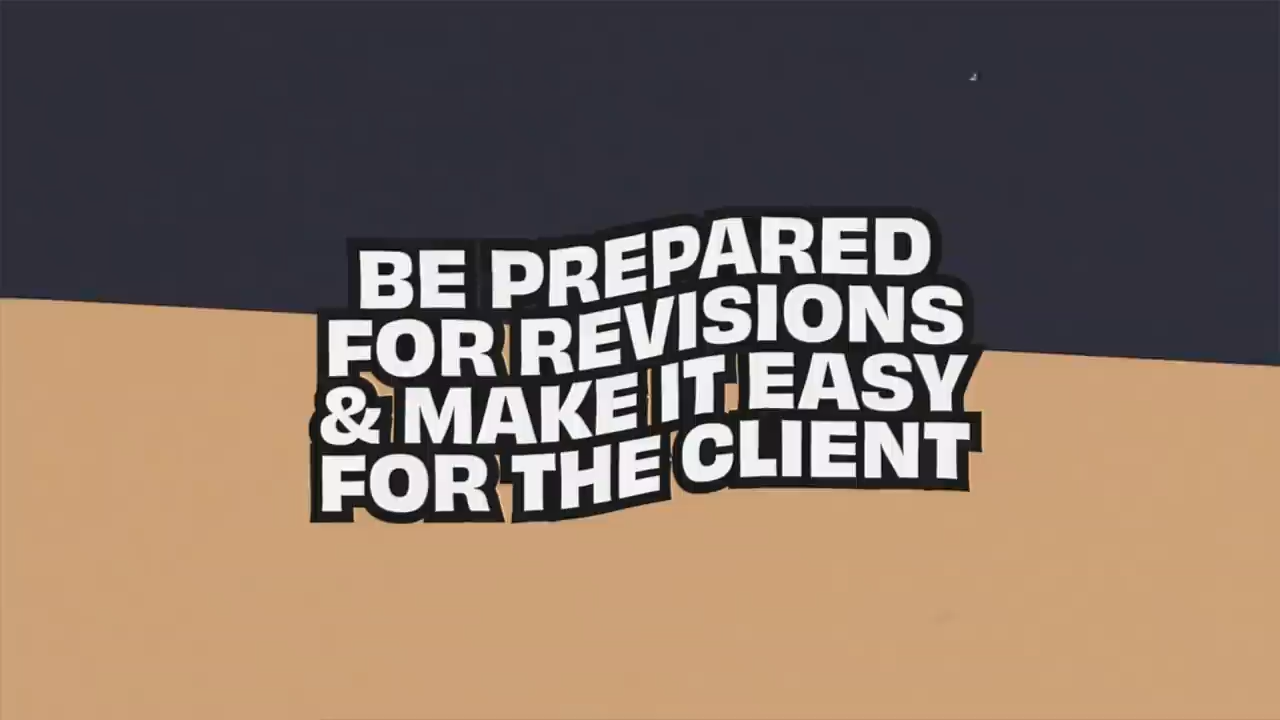 BE PREPARED
FOR REVISIONS
& MAKE IT EASY
FOR THE CLIENT